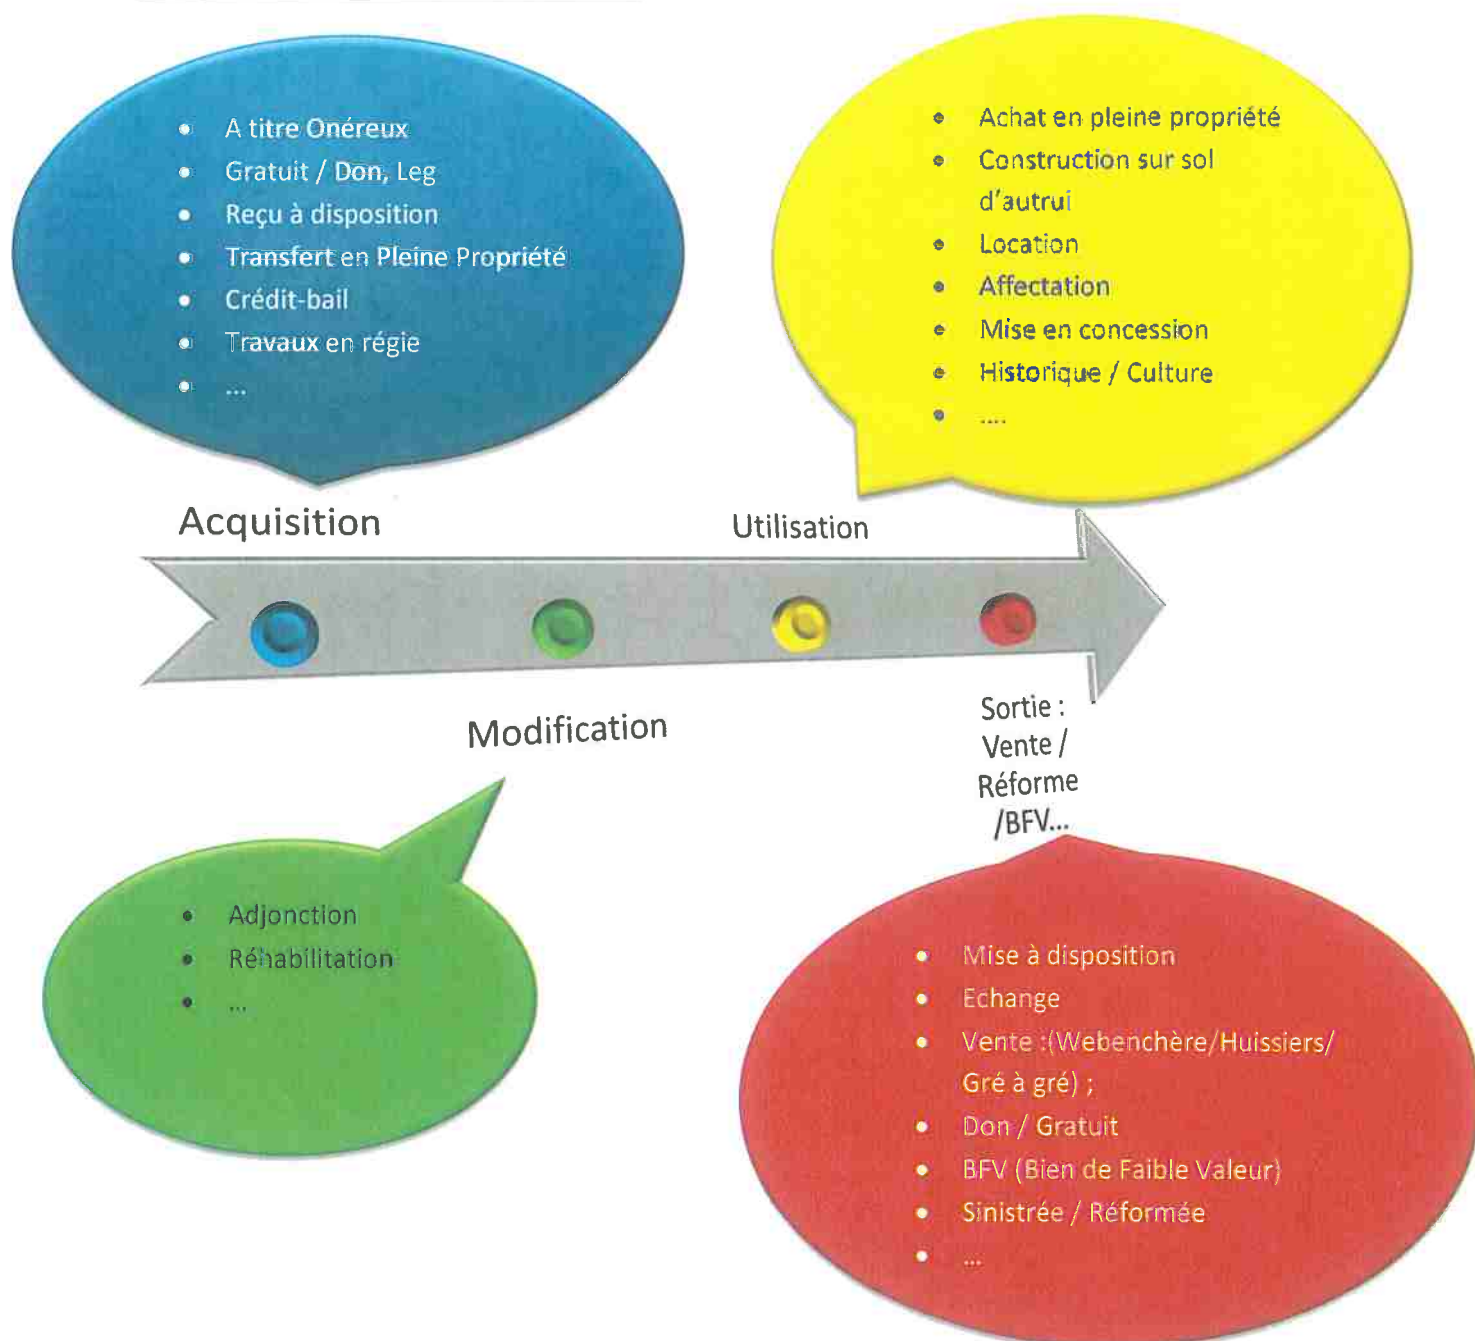 A titre Onéreux
Gratuit / Don, Leg
Reçu à disposition
Transfert en Pleine Propriété
Crédit-bail
Travaux en régie
...
Achat en pleine propriété
Construction sur sol
d'autrui
Location
Affectation
Mise en concession
Historique / Culture
....
Acquisition
Utilisation
Modification
Sortie :
Vente /
Réforme
/BFV...
Adjonction
Réhabilitation
...
Mise à disposition
Echange
Vente :(Webenchère/Huissiers/
Gré à gré) ;
Don / Gratuit
BFV (Bien de Faible Valeur)
Sinistrée / Réformée
...